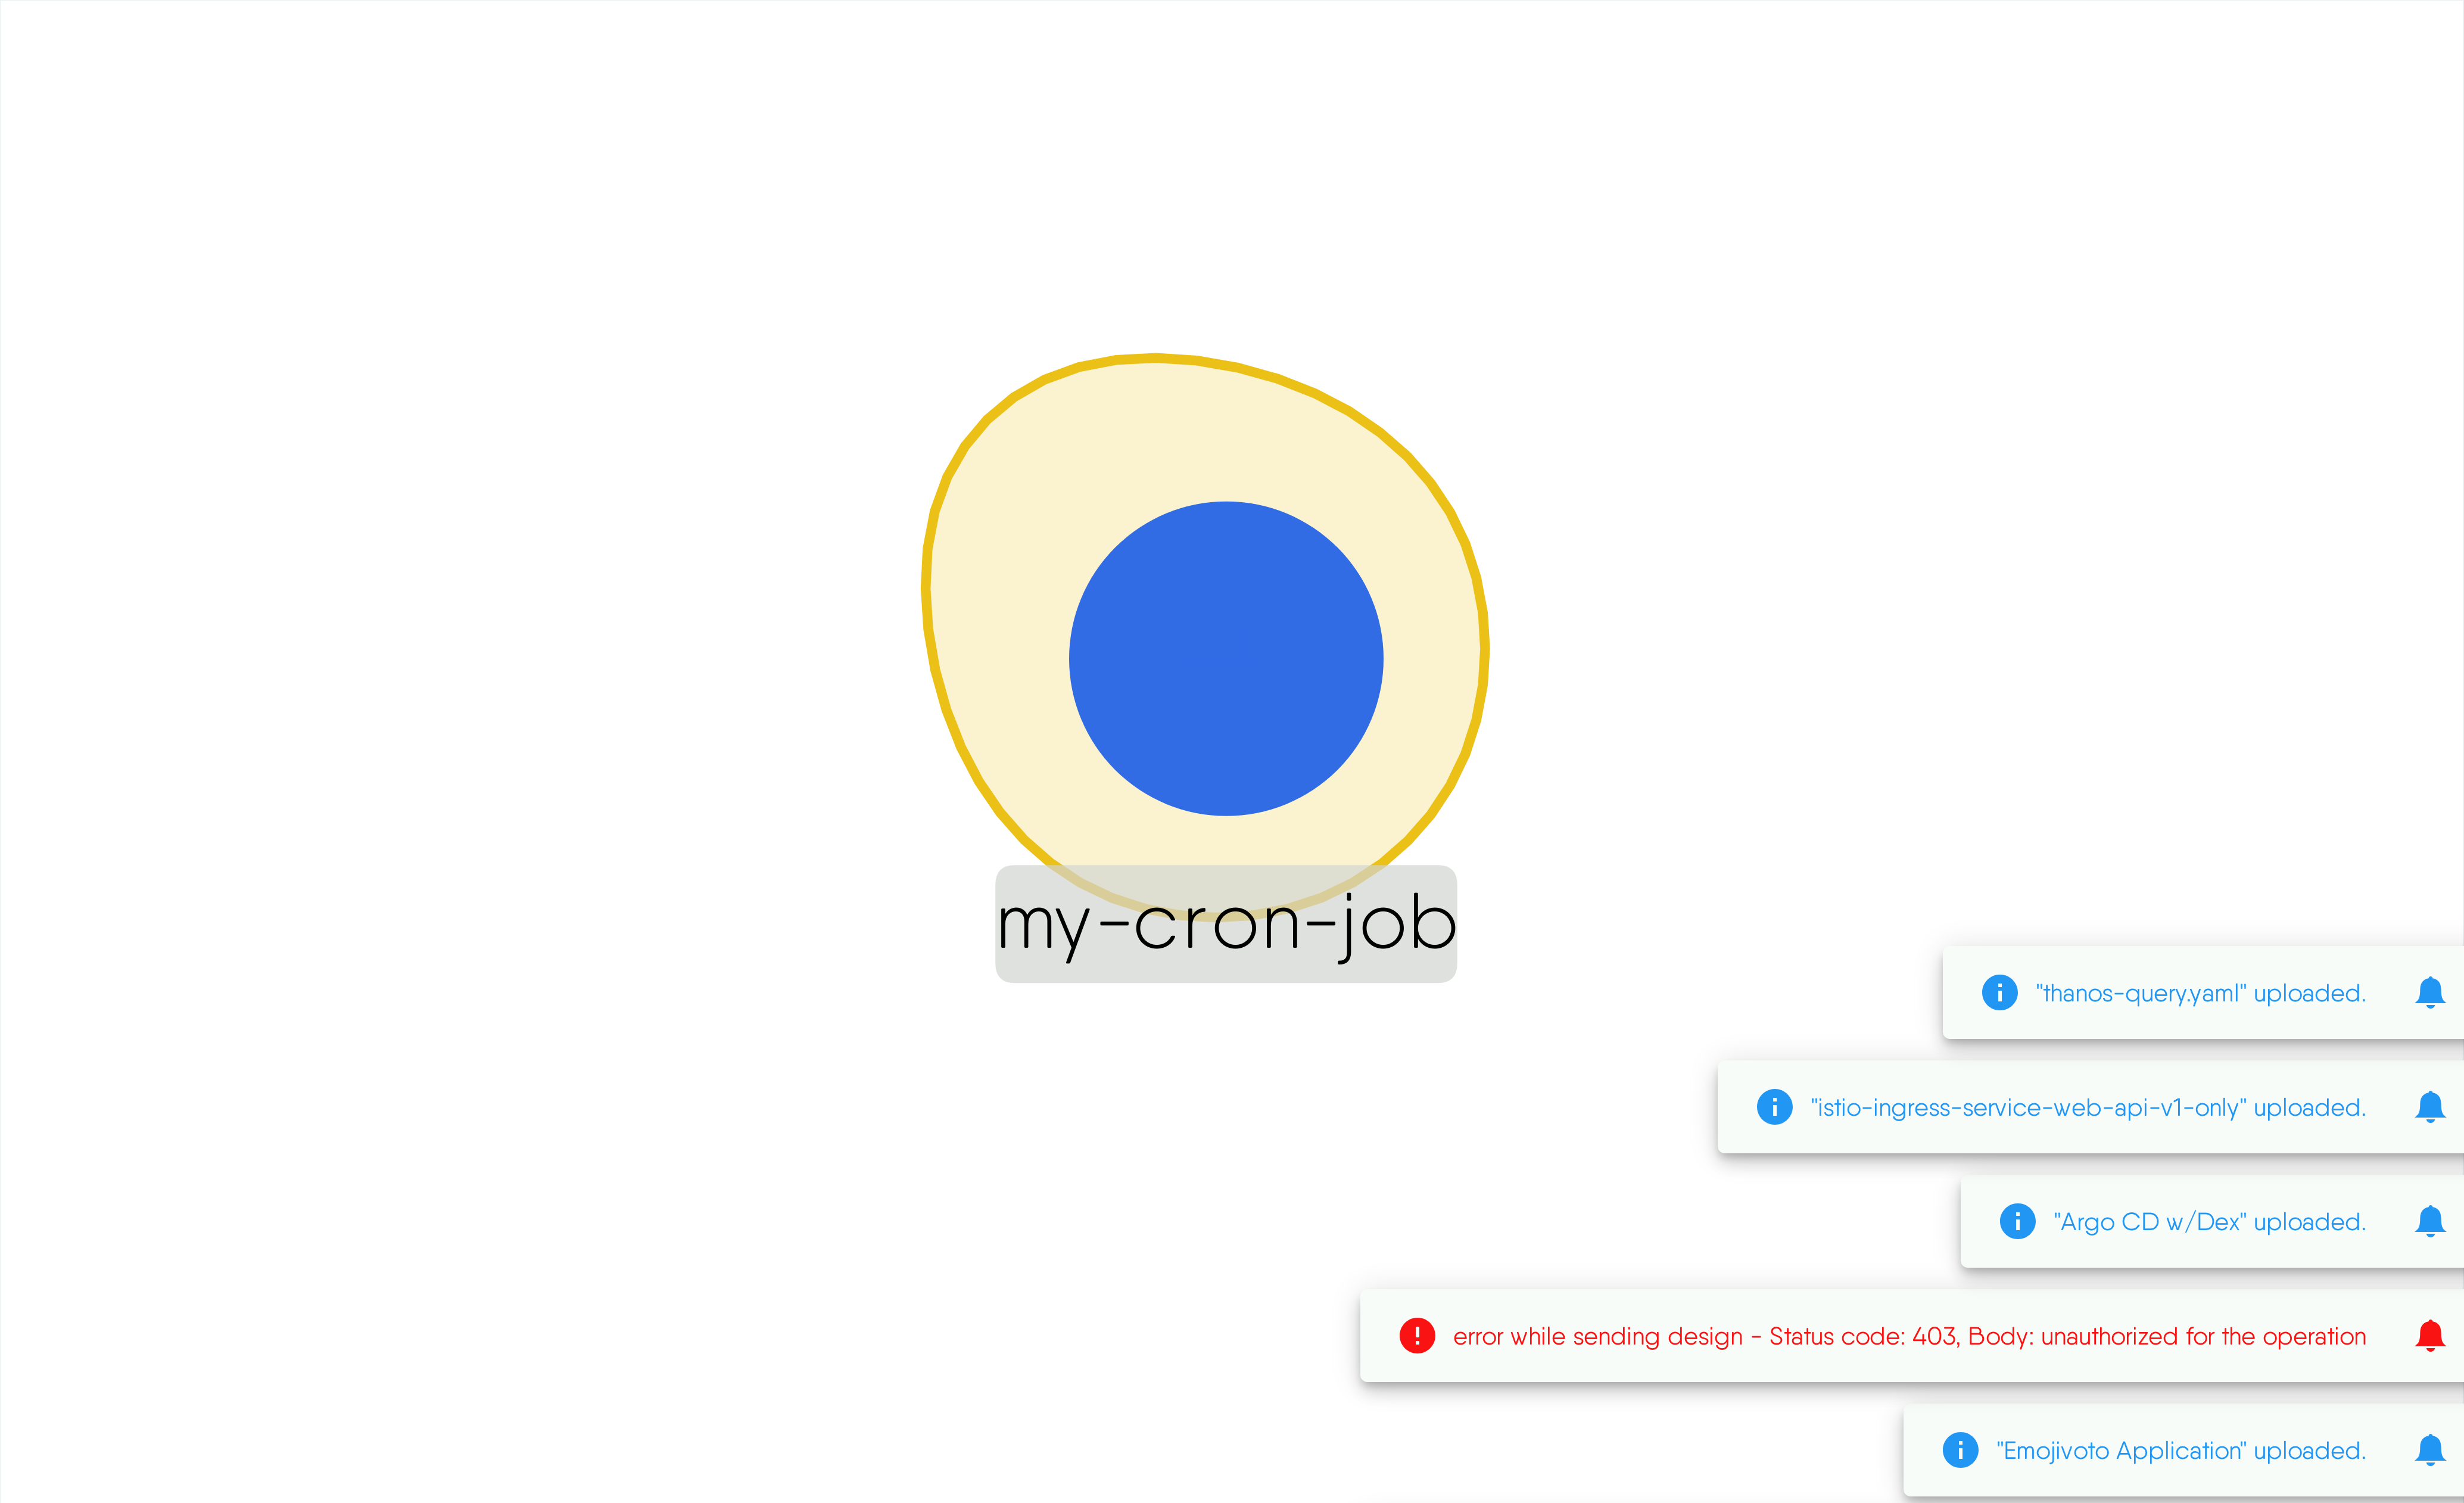 my-cron-job
"thanos-query.yaml" uploaded.
"istio-ingress-service-web-api-v1-only" uploaded.
"Argo CD w/Dex" uploaded.
error while sending design - Status code: 403, Body: unauthorized for the operation
"Emojivoto Application" uploaded.